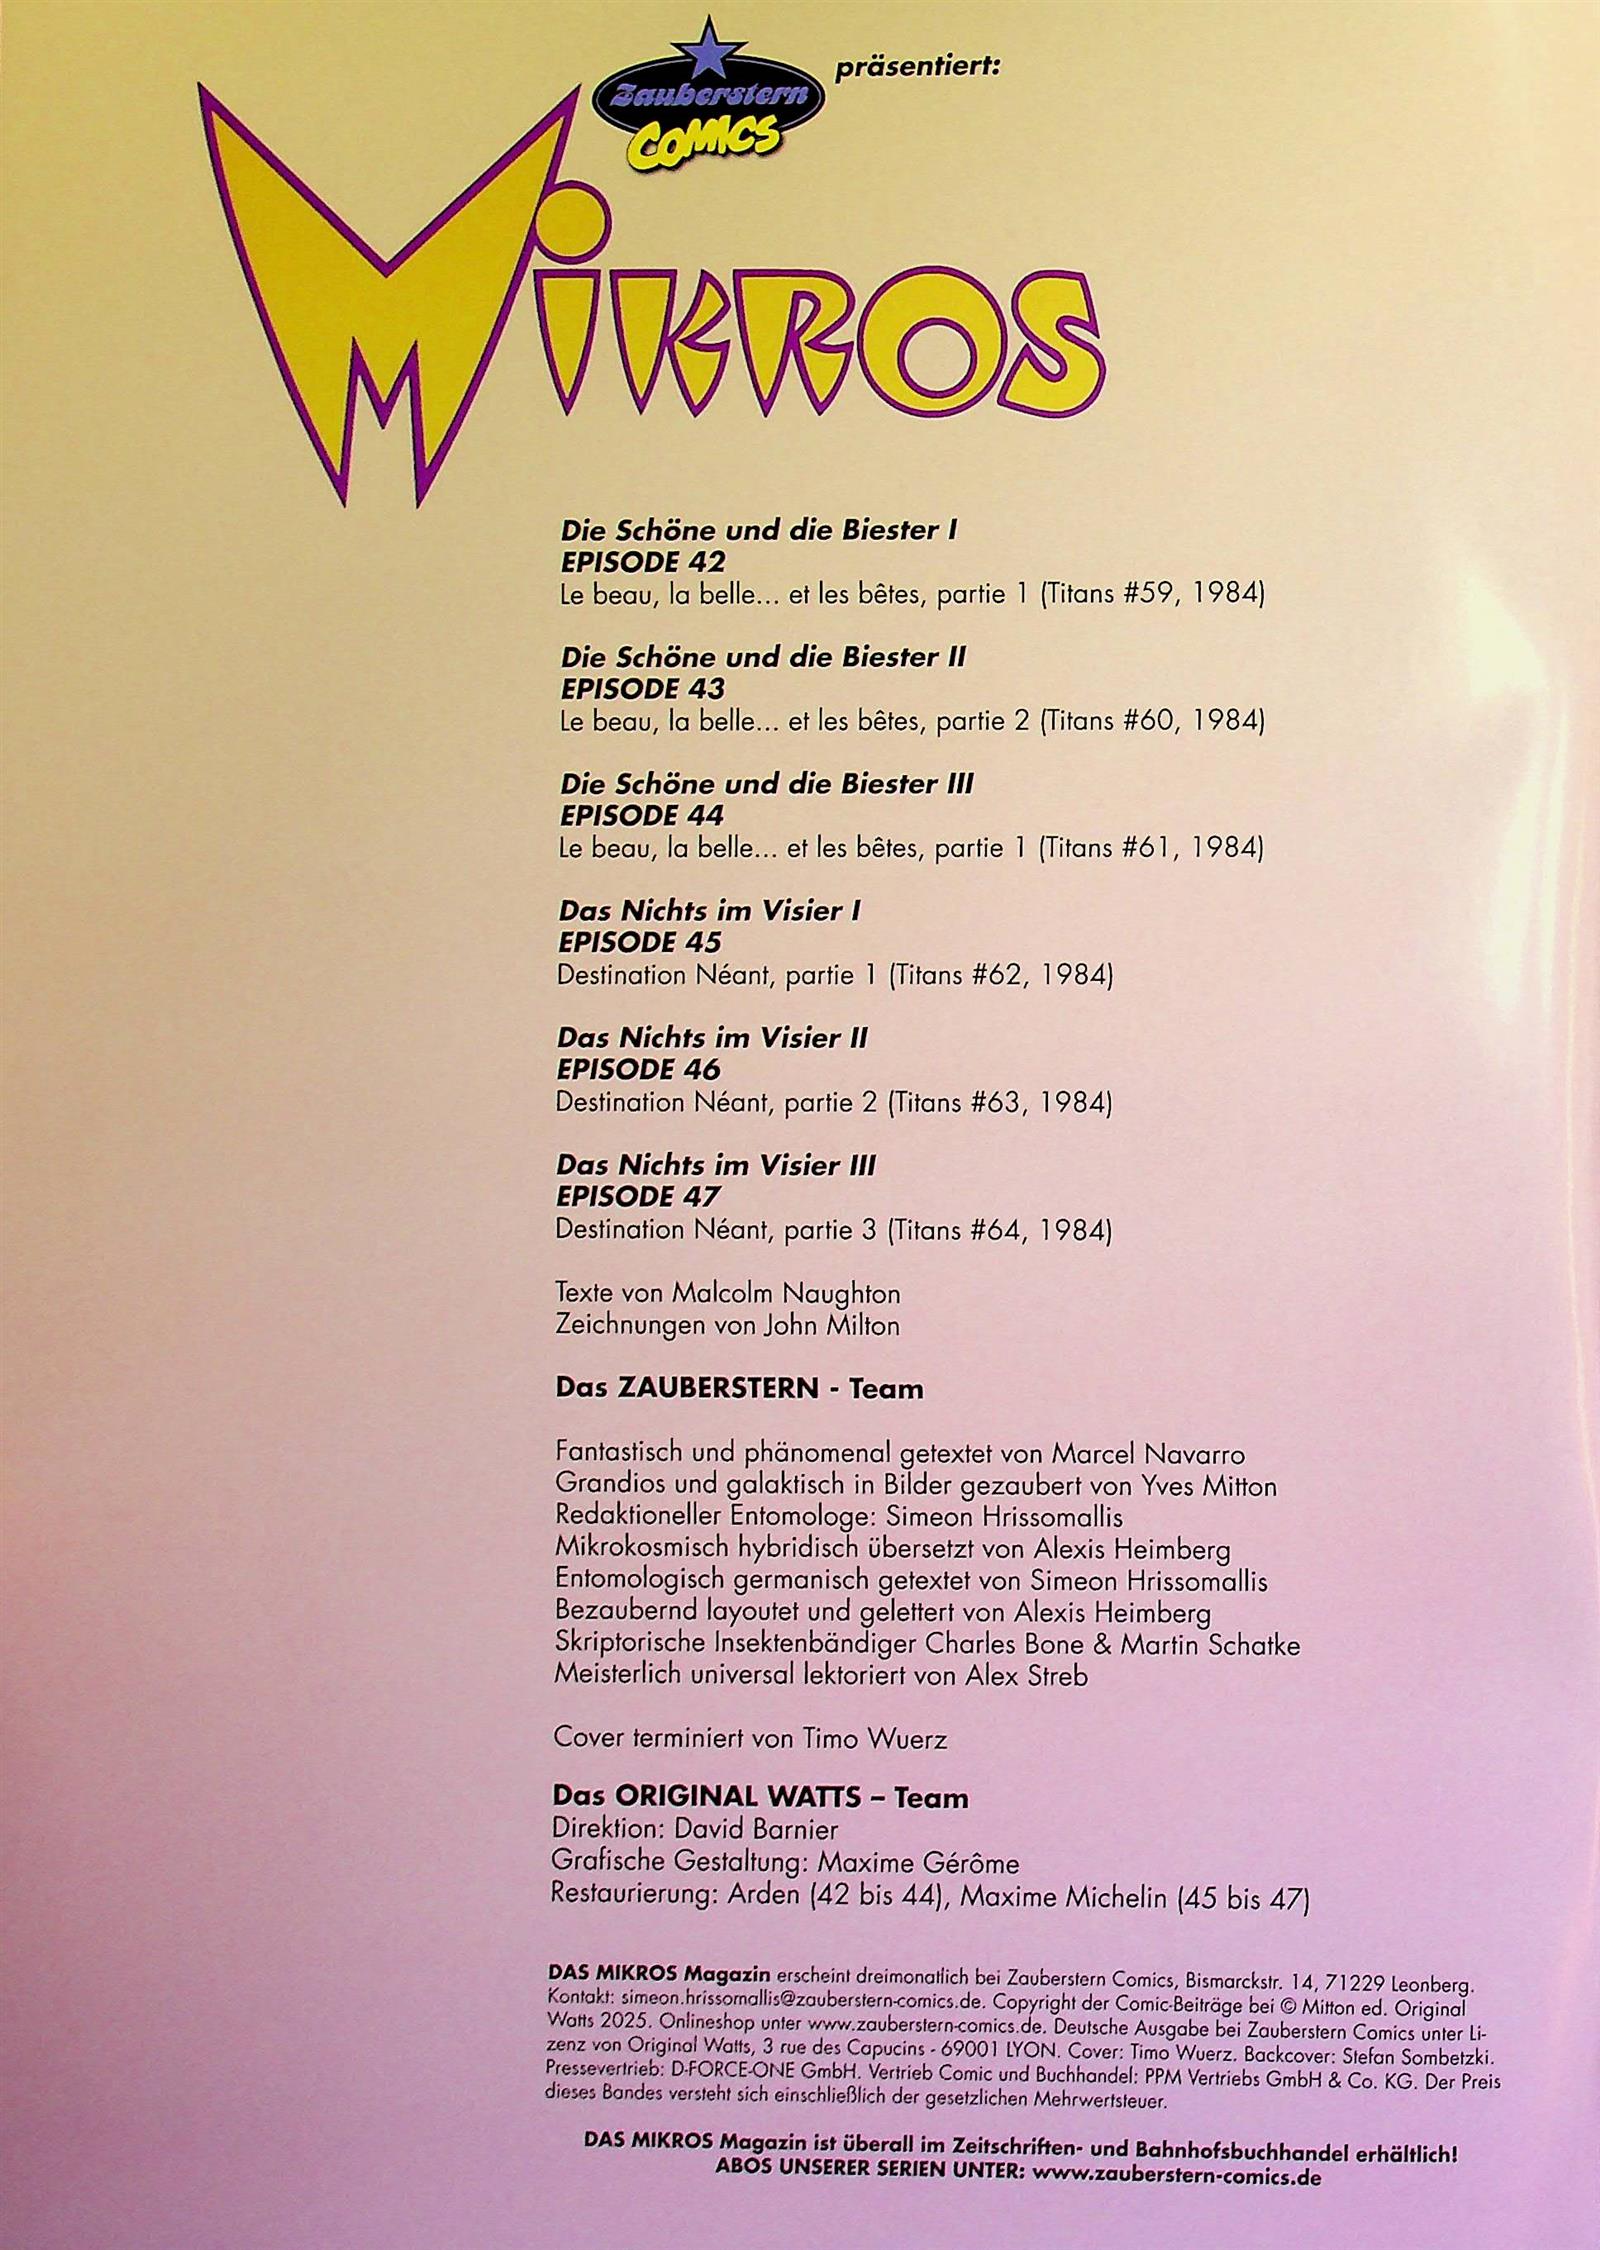 Zauberstern
COMICS
präsentiert:
MIKROS
Die Schöne und die Biester I
EPISODE 42
Le beau, la belle... et les bêtes, partie 1 (Titans #59, 1984)
Die Schöne und die Biester II
EPISODE 43
Le beau, la belle... et les bêtes, partie 2 (Titans #60, 1984)
Die Schöne und die Biester III
EPISODE 44
Le beau, la belle... et les bêtes, partie 1 (Titans #61, 1984)
Das Nichts im Visier I
EPISODE 45
Destination Néant, partie 1 (Titans #62, 1984)
Das Nichts im Visier II
EPISODE 46
Destination Néant, partie 2 (Titans #63, 1984)
Das Nichts im Visier III
EPISODE 47
Destination Néant, partie 3 (Titans #64, 1984)
Texte von Malcolm Naughton
Zeichnungen von John Milton
Das ZAUBERSTERN - Team
Fantastisch und phänomenal getextet von Marcel Navarro
Grandios und galaktisch in Bilder gezaubert von Yves Mitton
Redaktioneller Entomologe: Simeon Hrissomallis
Mikrokosmisch hybridisch übersetzt von Alexis Heimberg
Entomologisch germanisch getextet von Simeon Hrissomallis
Bezaubernd layoutet und gelettert von Alexis Heimberg
Skriptorische Insektenbändiger Charles Bone & Martin Schatke
Meisterlich universal lektoriert von Alex Streb
Cover terminiert von Timo Wuerz
Das ORIGINAL WATTS – Team
Direktion: David Barnier
Grafische Gestaltung: Maxime Gérôme
Restaurierung: Arden (42 bis 44), Maxime Michelin (45 bis 47)
DAS MIKROS Magazin erscheint dreimonatlich bei Zauberstern Comics, Bismarckstr. 14, 71229 Leonberg.
Kontakt: simeon.hrissomallis@zauberstern-comics.de. Copyright der Comic-Beiträge bei © Mitton ed. Original
Watts 2025. Onlineshop unter www.zauberstern-comics.de. Deutsche Ausgabe bei Zauberstern Comics unter Li-
zenz von Original Watts, 3 rue des Capucins - 69001 LYON. Cover: Timo Wuerz. Backcover: Stefan Sombetzki.
Pressevertrieb: D-FORCE-ONE GmbH. Vertrieb Comic und Buchhandel: PPM Vertriebs GmbH & Co. KG. Der Preis
dieses Bandes versteht sich einschließlich der gesetzlichen Mehrwertsteuer.
DAS MIKROS Magazin ist überall im Zeitschriften- und Bahnhofsbuchhandel erhältlich!
ABOS UNSERER SERIEN UNTER: www.zauberstern-comics.de